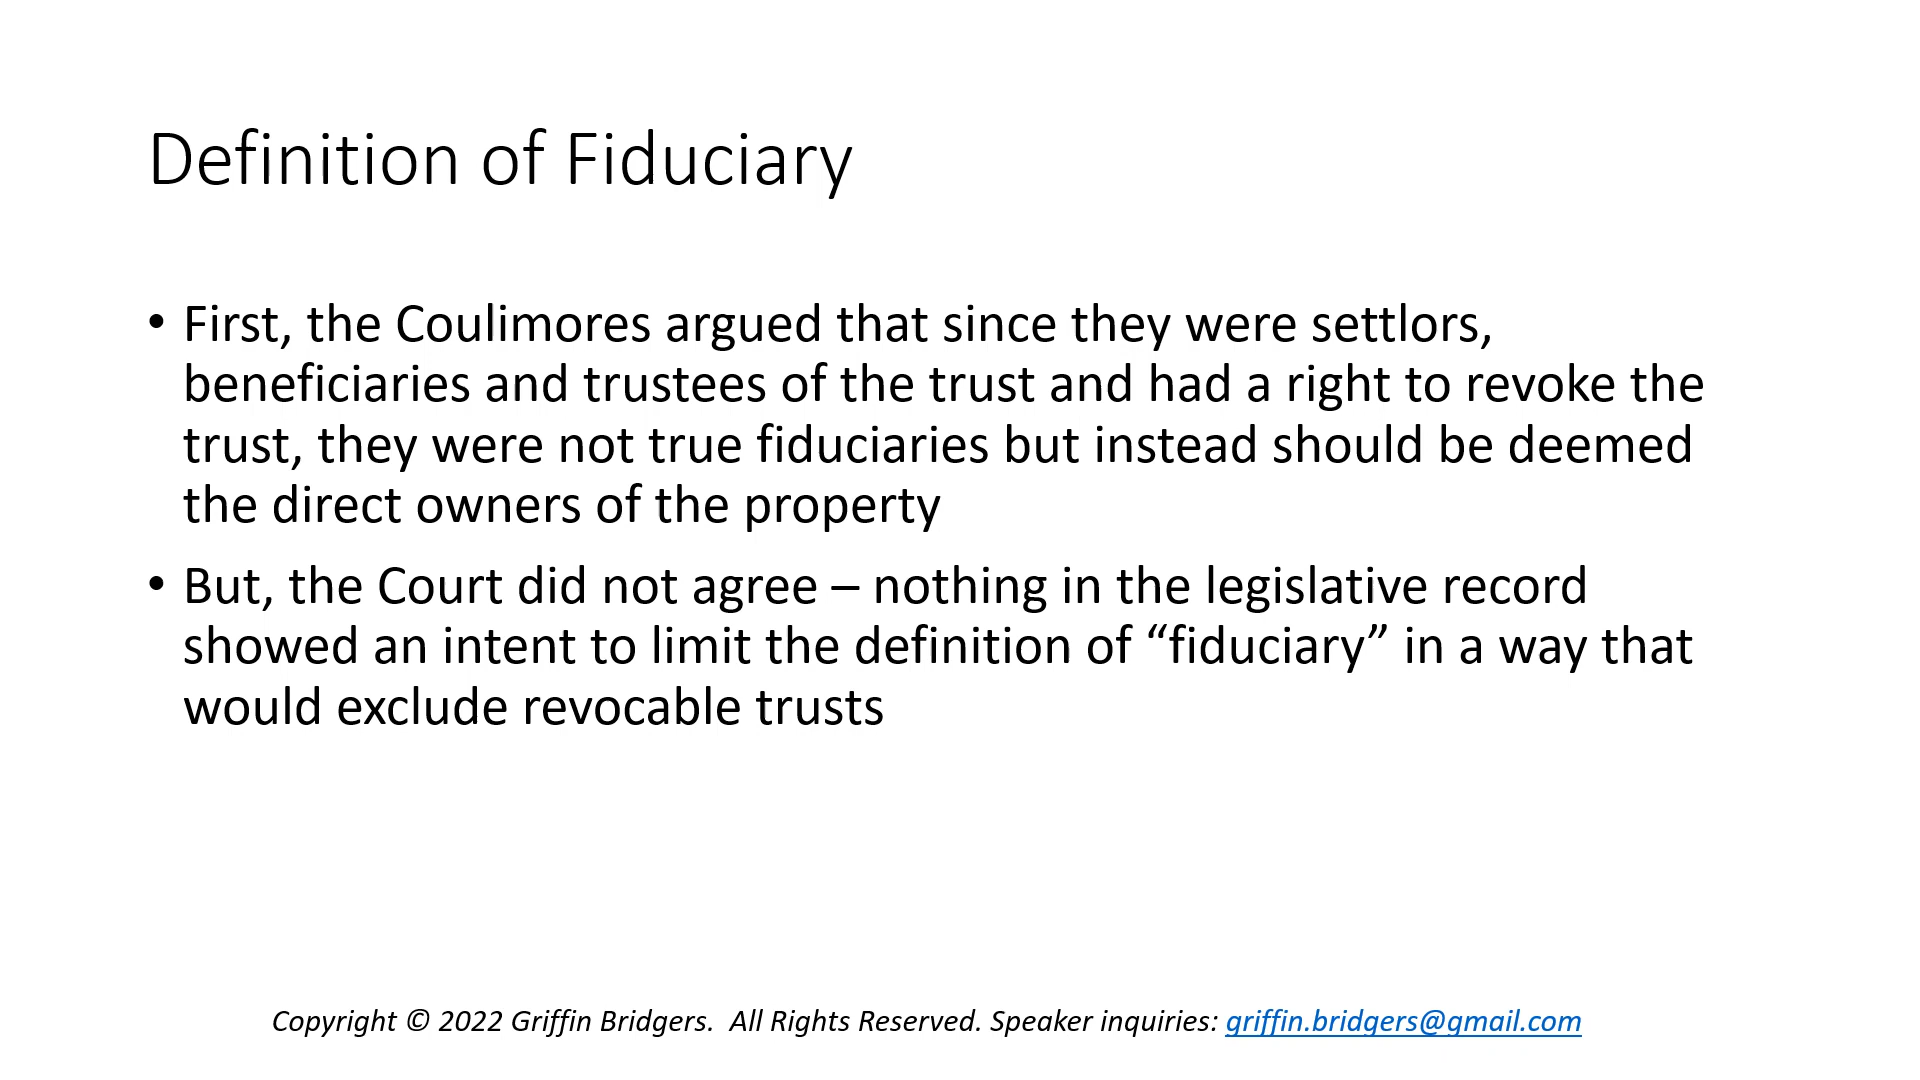 Definition of Fiduciary
• First, the Coulimores argued that since they were settlors,
beneficiaries and trustees of the trust and had a right to revoke the
trust, they were not true fiduciaries but instead should be deemed
the direct owners of the property
• But, the Court did not agree – nothing in the legislative record
showed an intent to limit the definition of “fiduciary” in a way that
would exclude revocable trusts
Copyright © 2022 Griffin Bridgers.  All Rights Reserved. Speaker inquiries: griffin.bridgers@gmail.com